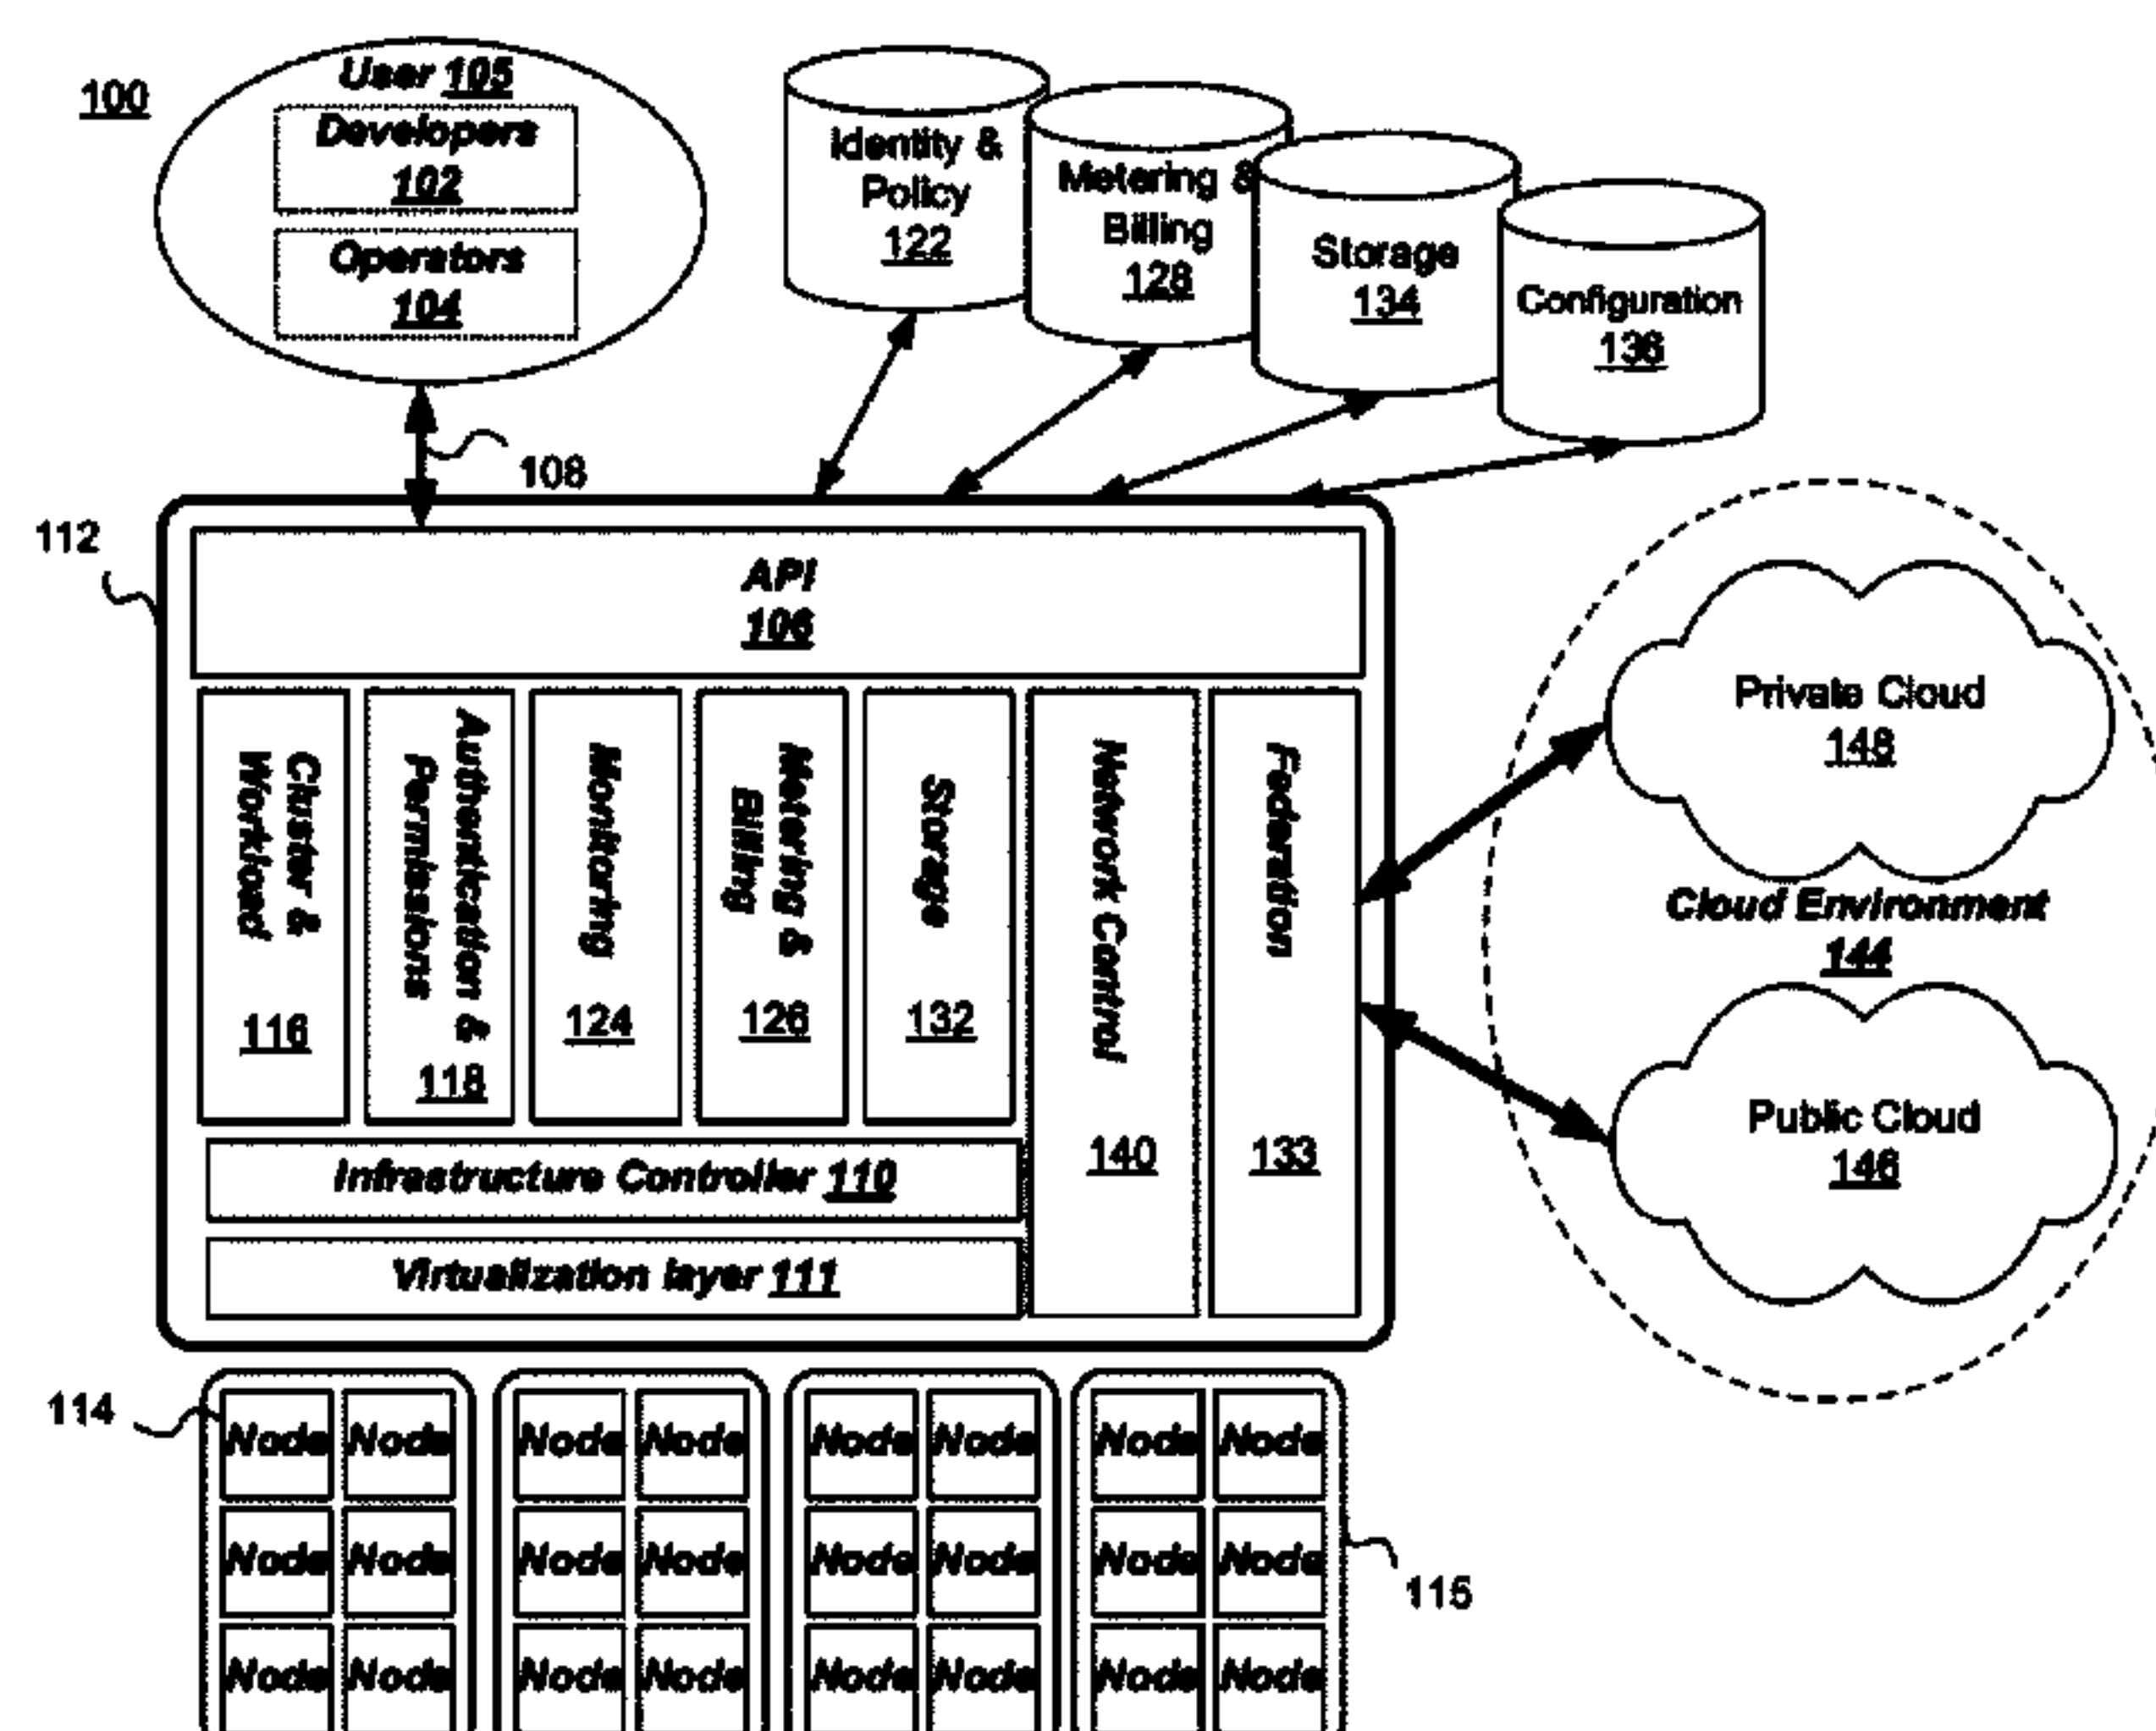 100
User 105
Developers
102
Operators
104
Identity &
Policy
122
Metering &
Billing
128
Storage
134
Configuration
136
108
112
API
106
Cluster &
Workload
116
Authentication &
Permissions
118
Monitoring
124
Metering &
Billing
126
Storage
132
Network Control
140
Federation
133
Infrastructure Controller 110
Virtualization layer 111
Private Cloud
148
Cloud Environment
144
Public Cloud
146
114
Node Node Node Node Node Node Node Node
Node Node Node Node Node Node Node Node
115
Node Node Node Node Node Node Node Node